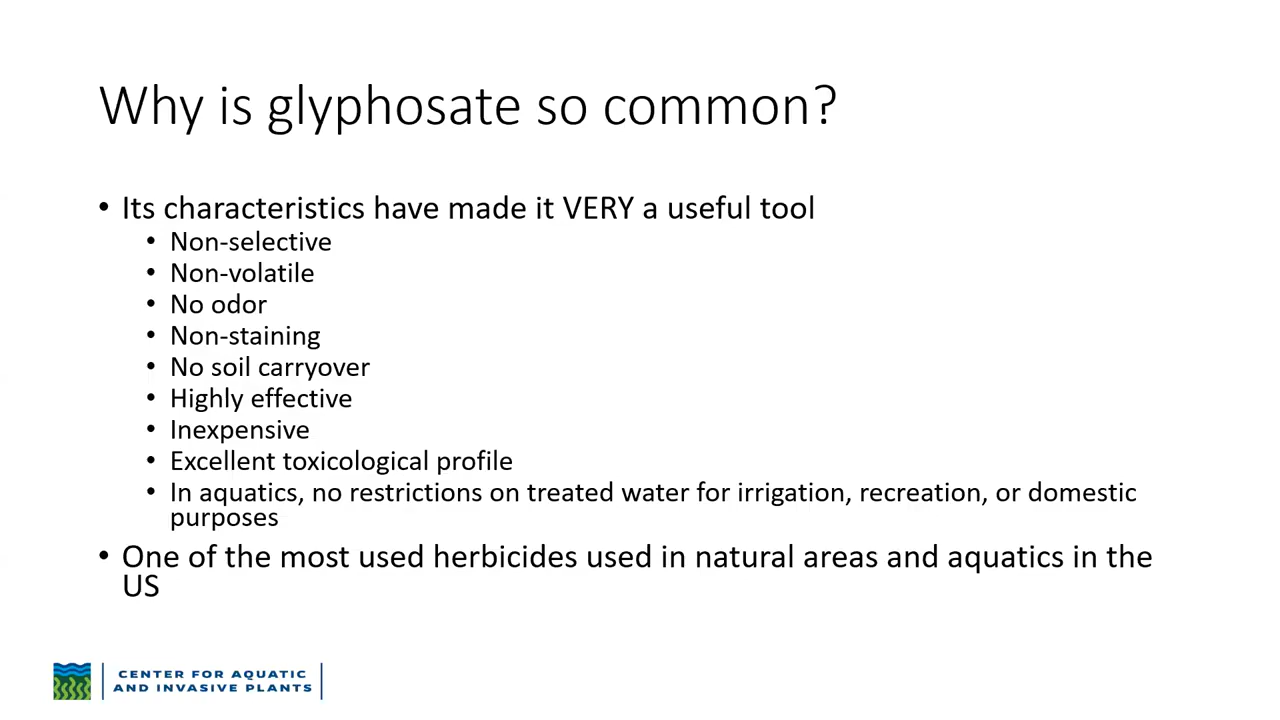 Why is glyphosate so common?
• Its characteristics have made it VERY a useful tool
• Non-selective
• Non-volatile
• No odor
• Non-staining
• No soil carryover
• Highly effective
• Inexpensive
• Excellent toxicological profile
• In aquatics, no restrictions on treated water for irrigation, recreation, or domestic
purposes
• One of the most used herbicides used in natural areas and aquatics in the
US
CENTER FOR AQUATIC
AND INVASIVE PLANTS